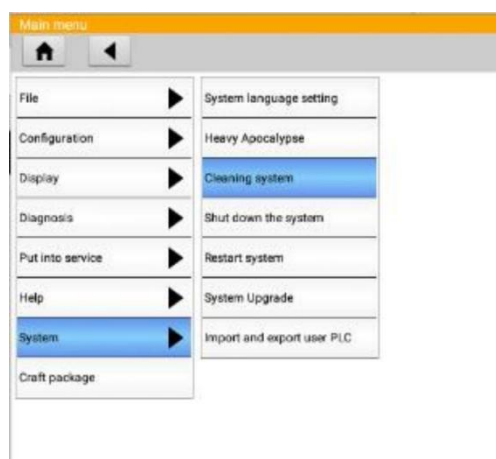 Main menu
File
Configuration
Display
Diagnosis
Put into service
Help
System
Craft package
System language setting
Heavy Apocalypse
Cleaning system
Shut down the system
Restart system
System Upgrade
Import and export user PLC